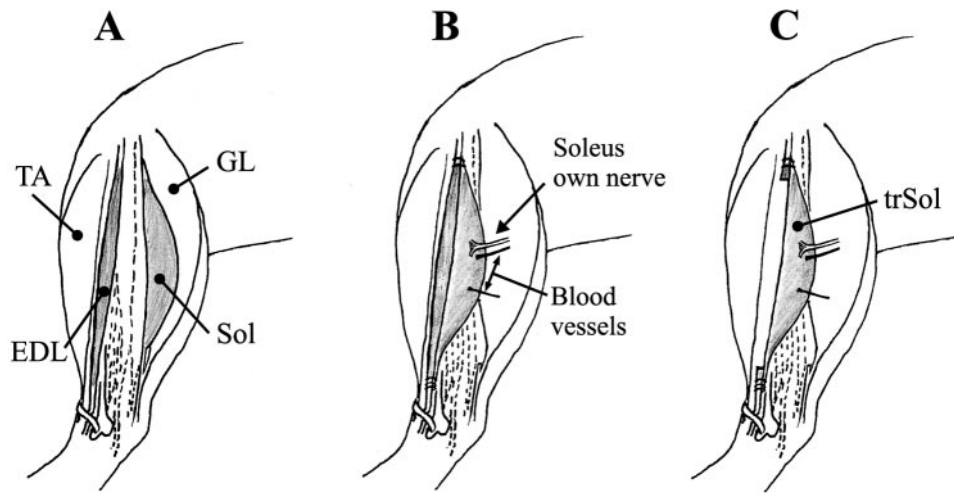 A
B
C
TA
GL
EDL
Sol
Soleus
own nerve
Blood
vessels
trSol